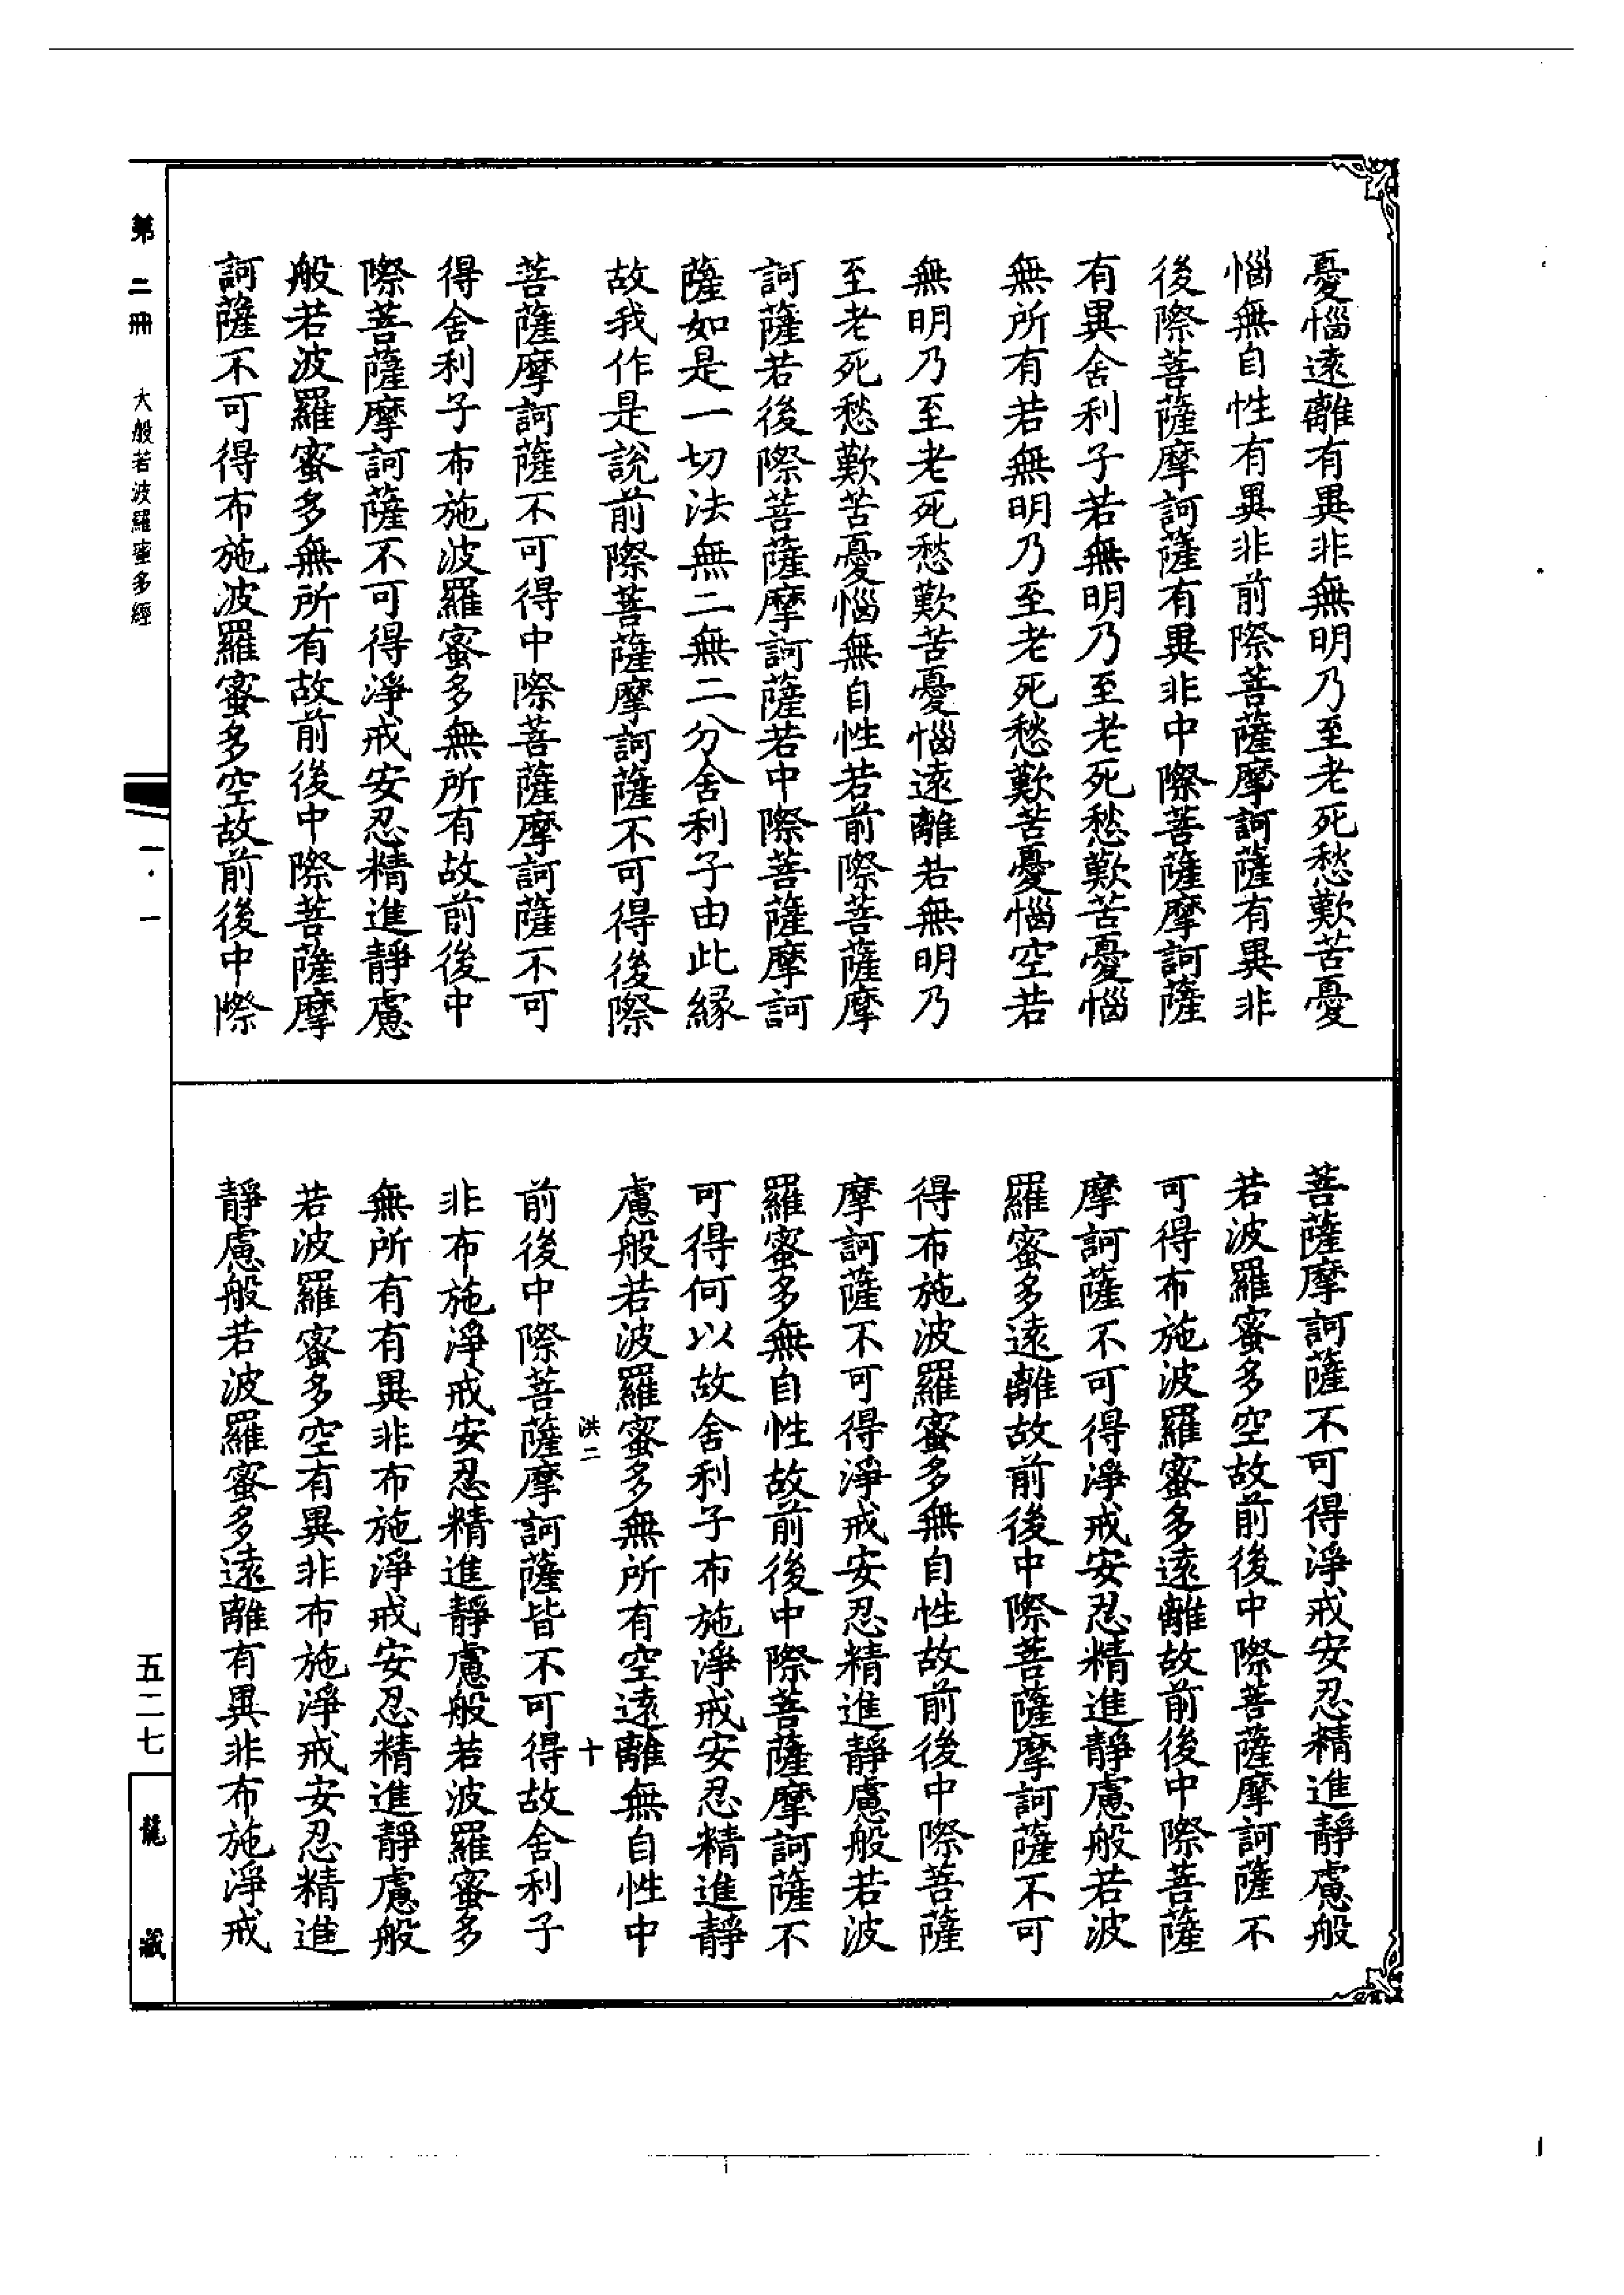 憂惱遠離有異非無明乃至老死愁歎苦憂
惱無自性有異非前際菩薩摩訶薩有異非
後際菩薩摩訶薩有異非中際菩薩摩訶薩
有異舍利子若無明乃至老死愁歎苦憂惱
無所有若無明乃至老死愁歎苦憂惱空若
無明乃至老死愁歎苦憂惱遠離若無明乃
至老死愁歎苦憂惱無自性若前際菩薩摩
訶薩若後際菩薩摩訶薩若中際菩薩摩訶
薩如是一切法無二無二分舍利子由此縁
故我作是說前際菩薩摩訶薩不可得後際
菩薩摩訶薩不可得中際菩薩摩訶薩不可
得舍利子布施波羅蜜多無所有故前後中
際菩薩摩訶薩不可得淨戒安忍精進靜慮
般若波羅蜜多無所有故前後中際菩薩摩
訶薩不可得布施波羅蜜多空故前後中際
菩薩摩訶薩不可得淨戒安忍精進靜慮般
若波羅蜜多空故前後中際菩薩摩訶薩不
可得布施波羅蜜多遠離故前後中際菩薩
摩訶薩不可得淨戒安忍精進靜慮般若波
羅蜜多遠離故前後中際菩薩摩訶薩不可
得布施波羅蜜多無自性故前後中際菩薩
摩訶薩不可得淨戒安忍精進靜慮般若波
羅蜜多無自性故前後中際菩薩摩訶薩不
可得何以故舍利子布施淨戒安忍精進靜
慮般若波羅蜜多無所有空遠離無自性中
洪二 十
前後中際菩薩摩訶薩皆不可得故舍利子
非布施淨戒安忍精進靜慮般若波羅蜜多
無所有有異非布施淨戒安忍精進靜慮般
若波羅蜜多空有異非布施淨戒安忍精進
靜慮般若波羅蜜多遠離有異非布施淨戒
第二冊 大般若波羅蜜多經 一·一 五二七 龍藏